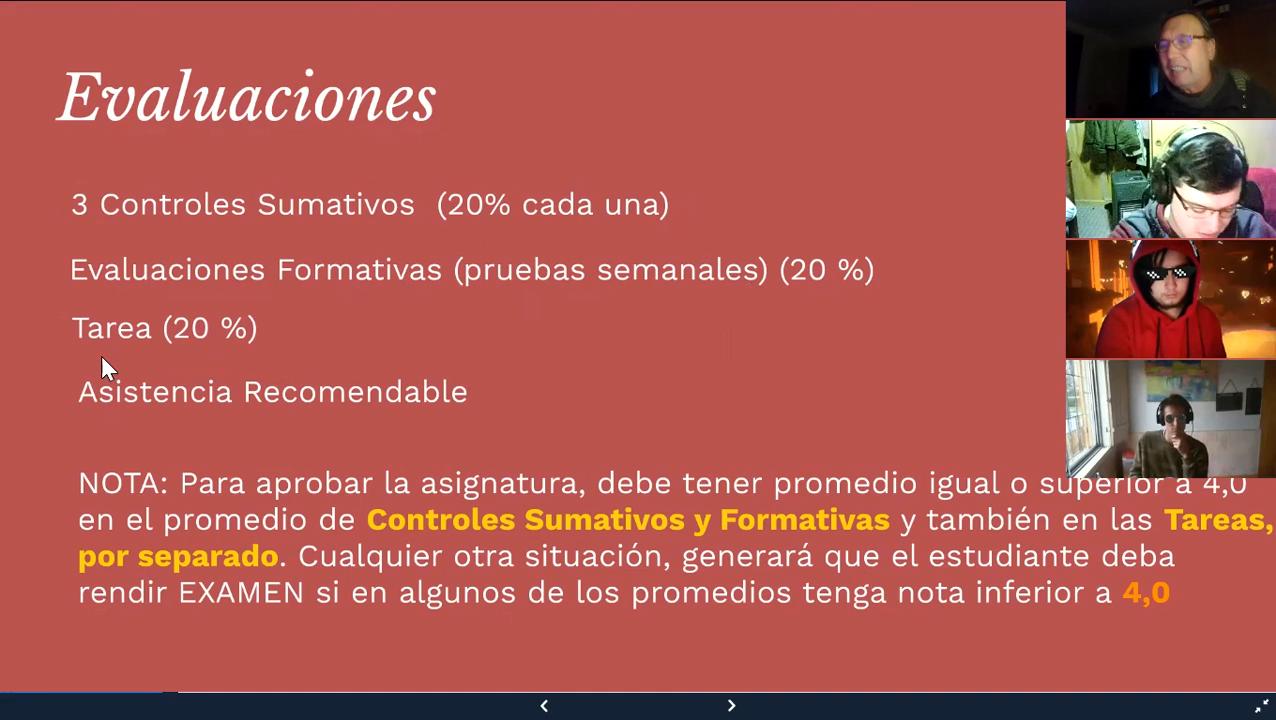 Evaluaciones
3 Controles Sumativos (20% cada una)
Evaluaciones Formativas (pruebas semanales) (20 %)
Tarea (20 %)
Asistencia Recomendable
NOTA: Para aprobar la asignatura, debe tener promedio igual o superior a 4,0
en el promedio de Controles Sumativos y Formativas y también en las Tareas,
por separado. Cualquier otra situación, generará que el estudiante deba
rendir EXAMEN si en algunos de los promedios tenga nota inferior a 4,0